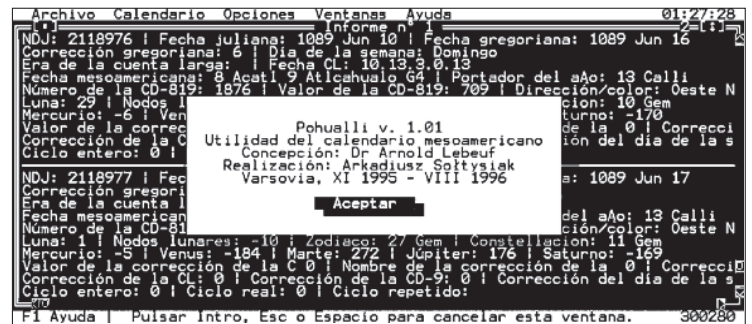 Archivo Calendario Opciones Ventanas Ayuda 01:27:28
Informe nº 1 2
NDJ: 2118976 | Fecha juliana: 1089 Jun 10 | Fecha gregoriana: 1089 Jun 16
Corrección gregoriana: 6 | Día de la semana: Domingo
Era de la cuenta larga: | Fecha CL: 10.13.3.0.13
Fecha mesoamericana: 8 Acatl 9 Atlcahualo G4 | Portador del aAo: 13 Calli
Número de la CD-819: 1876 | Valor de la CD-819: 709 | Dirección/color: Oeste N
Luna: 29 | Nodos l cion: 10 Gem
Mercurio: -6 | Ven turno: -170
Valor de la correc de la 0 | Correcci
Corrección de la C ión del día de la s
Ciclo entero: 0 |
Pohualli v. 1.01
Utilidad del calendario mesoamericano
Concepción: Dr Arnold Lebeuf
Realización: Arkadiusz Sołtysiak
Varsovia, XI 1995 - VIII 1996
Aceptar
NDJ: 2118977 | Fec a: 1089 Jun 17
Corrección gregori
Era de la cuenta l
Fecha mesoamerican del aAo: 13 Calli
Número de la CD-81 ción/color: Oeste N
Luna: 1 | Nodos lunares: -10 | Zodiaco: 27 Gem | Constelacion: 11 Gem
Mercurio: -5 | Venus: -184 | Marte: 272 | Júpiter: 176 | Saturno: -169
Valor de la corrección de la C 0 | Nombre de la corrección de la 0 | Correcci
Corrección de la CL: 0 | Corrección de la CD-9: 0 | Corrección del día de la s
Ciclo entero: 0 | Ciclo real: 0 | Ciclo repetido:
F1 Ayuda | Pulsar Intro, Esc o Espacio para cancelar esta ventana. 300280